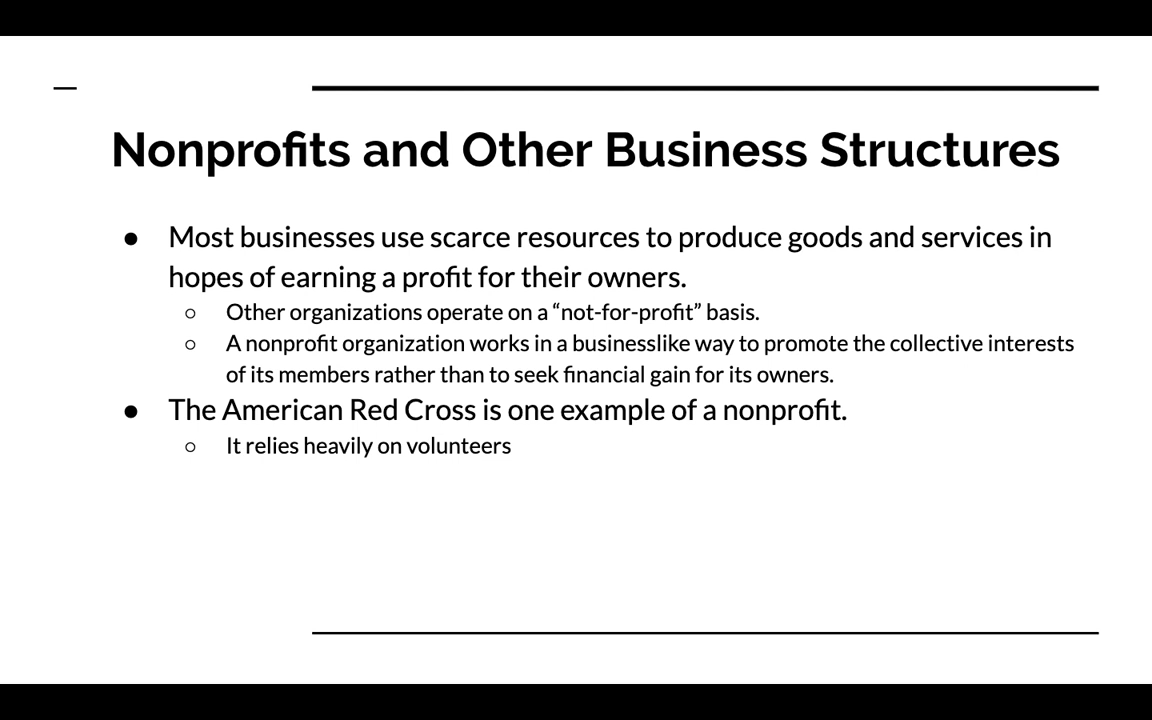 Nonprofits and Other Business Structures
● Most businesses use scarce resources to produce goods and services in
hopes of earning a profit for their owners.
○ Other organizations operate on a “not-for-profit” basis.
○ A nonprofit organization works in a businesslike way to promote the collective interests
of its members rather than to seek financial gain for its owners.
● The American Red Cross is one example of a nonprofit.
○ It relies heavily on volunteers